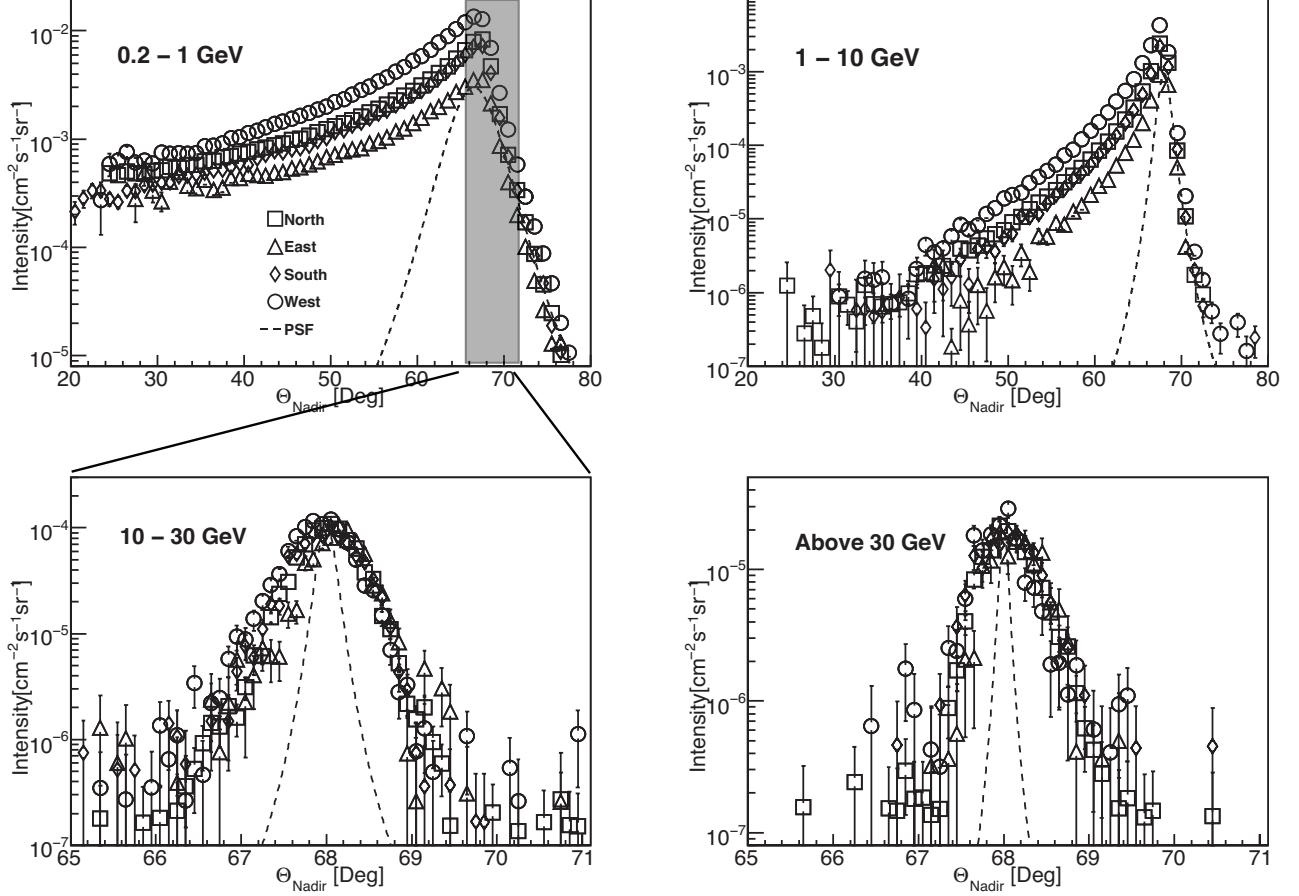 0.2 – 1 GeV
Intensity[cm⁻²s⁻¹sr⁻¹]
10⁻²
10⁻³
10⁻⁴
10⁻⁵
North
East
South
West
PSF
20 30 40 50 60 70 80
Θ_Nadir [Deg]
1 – 10 GeV
Intensity[cm⁻²s⁻¹sr⁻¹]
10⁻³
10⁻⁴
10⁻⁵
10⁻⁶
10⁻⁷
20 30 40 50 60 70 80
Θ_Nadir [Deg]
10 – 30 GeV
Intensity[cm⁻²s⁻¹sr⁻¹]
10⁻⁴
10⁻⁵
10⁻⁶
10⁻⁷
65 66 67 68 69 70 71
Θ_Nadir [Deg]
Above 30 GeV
Intensity[cm⁻²s⁻¹sr⁻¹]
10⁻⁵
10⁻⁶
10⁻⁷
65 66 67 68 69 70 71
Θ_Nadir [Deg]